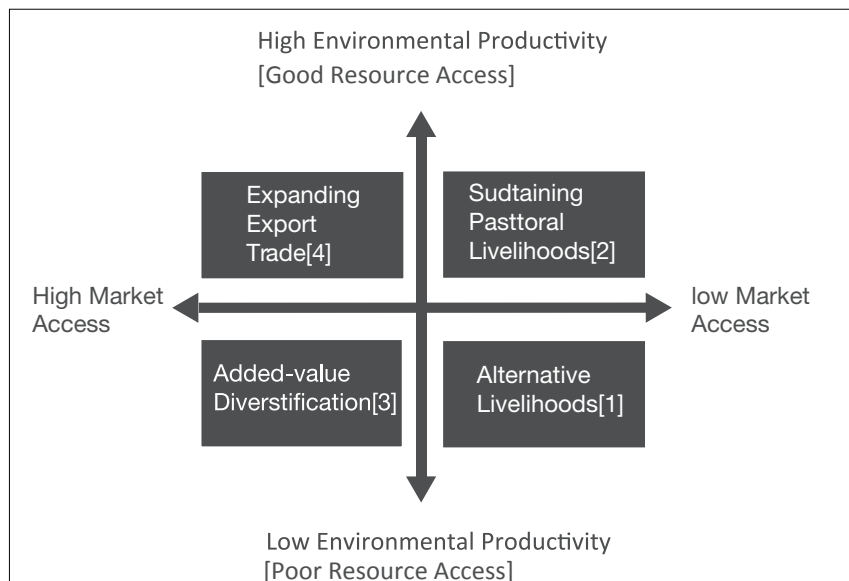 High Environmental Productivity
[Good Resource Access]
Expanding
Export
Trade[4]
Sudtaining
Pasttoral
Livelihoods[2]
High Market
Access
low Market
Access
Added-value
Diverstification[3]
Alternative
Livelihoods[1]
Low Environmental Productivity
[Poor Resource Access]